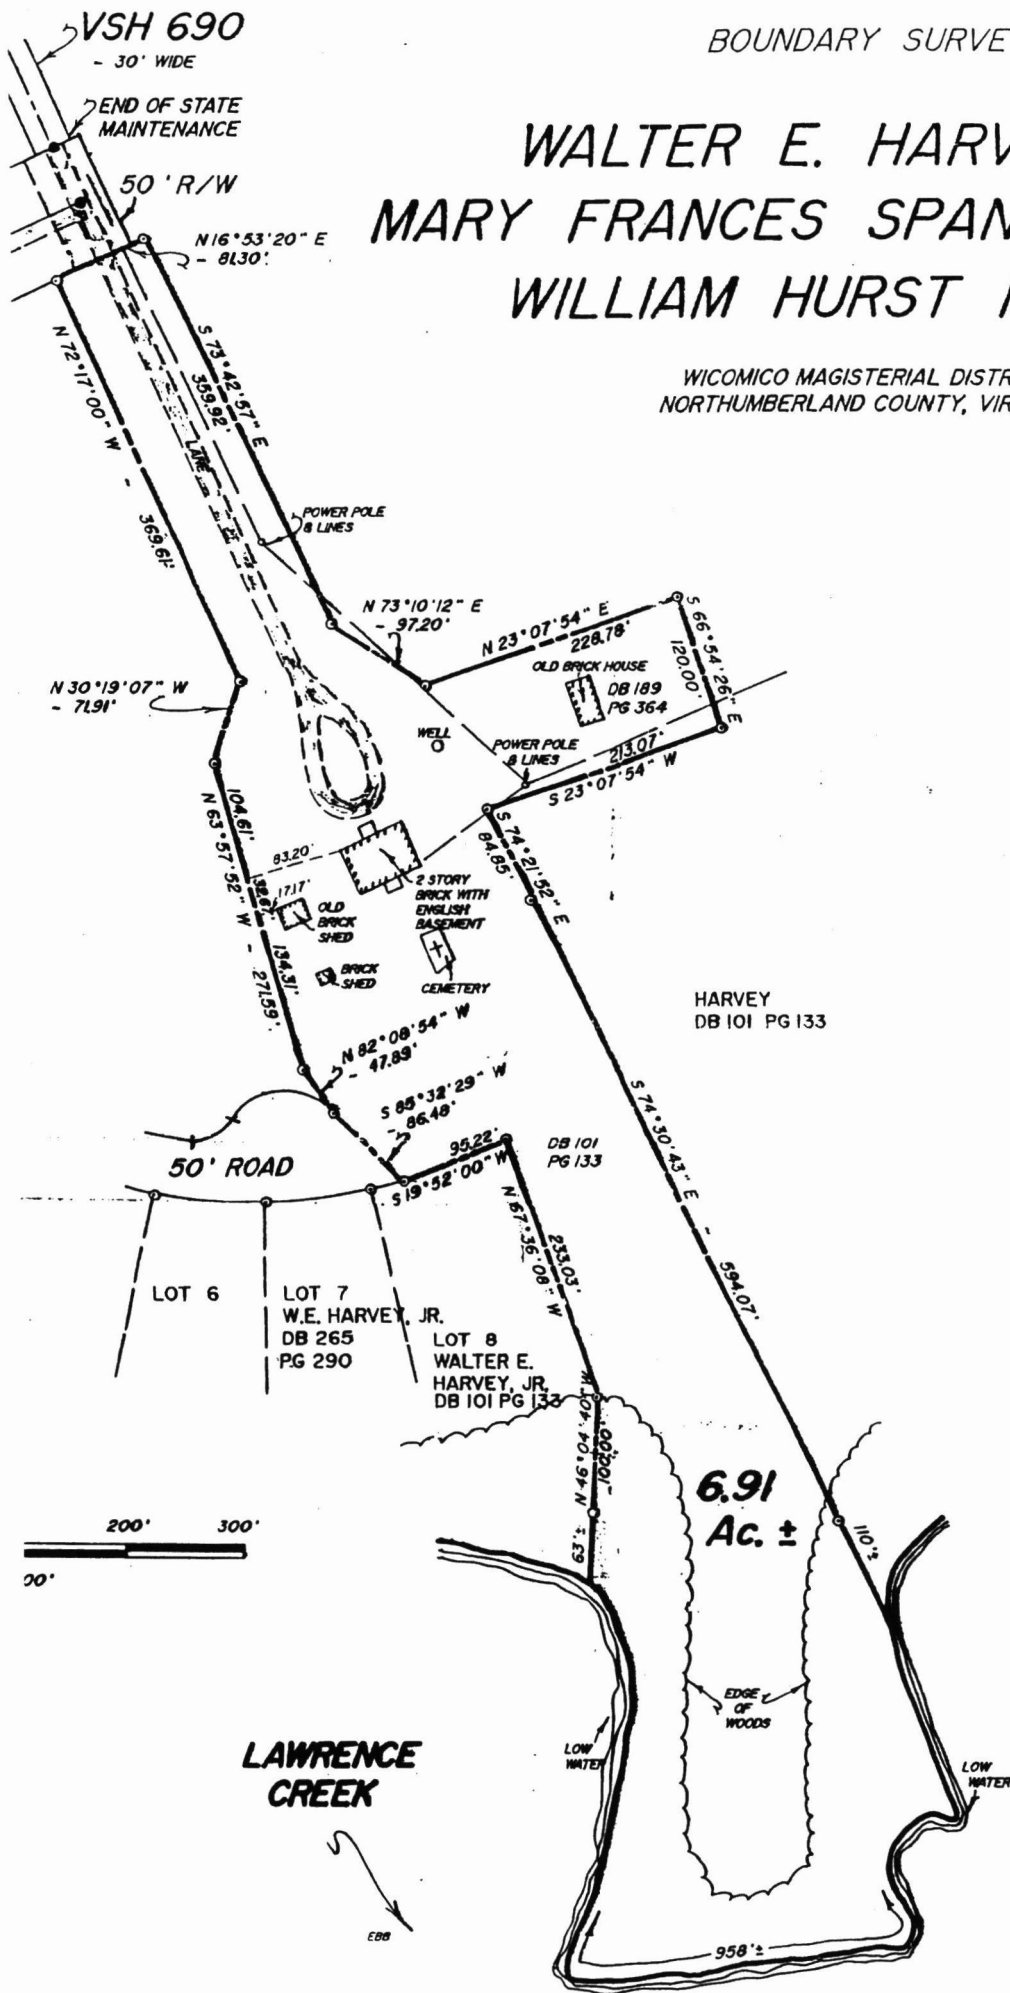 VSH 690
- 30' WIDE
END OF STATE
MAINTENANCE
50' R/W
BOUNDARY SURVE
WALTER E. HARV
MARY FRANCES SPAN
WILLIAM HURST
WICOMICO MAGISTERIAL DISTR
NORTHUMBERLAND COUNTY, VIR
N 16°53'20" E
- 81.30'
N 72°17'00" W - 369.61'
S 73°42'57" E
359.92'
LANE
POWER POLE
& LINES
N 73°10'12" E
- 97.20'
N 23°07'54" E
228.78'
S 66°54'26" E
120.00'
OLD BRICK HOUSE
DB 189
PG 364
N 30°19'07" W
- 71.91'
WELL
POWER POLE
& LINES
213.07'
S 23°07'54" W
104.61'
N 63°57'52" W - 271.59'
83.20'
32.67'
17.17'
134.31'
2 STORY
BRICK WITH
ENGLISH
BASEMENT
OLD
BRICK
SHED
BRICK
SHED
CEMETERY
S 74°21'52" E
84.85'
HARVEY
DB 101 PG 133
N 82°08'54" W
- 47.89'
S 85°32'29" W
- 86.48'
S 74°30'43" E - 594.07'
50' ROAD
95.22'
S 19°52'00" W
DB 101
PG 133
233.03'
N 67°36'08" W
LOT 6
LOT 7
W.E. HARVEY, JR.
DB 265
PG 290
LOT 8
WALTER E.
HARVEY, JR.
DB 101 PG 133
N 46°04'40" W
- 100.00'
6.91
Ac. ±
63'±
110'±
200' 300'
00'
EDGE
OF
WOODS
LOW
WATER
LOW
WATER
LAWRENCE
CREEK
EBB
958'±